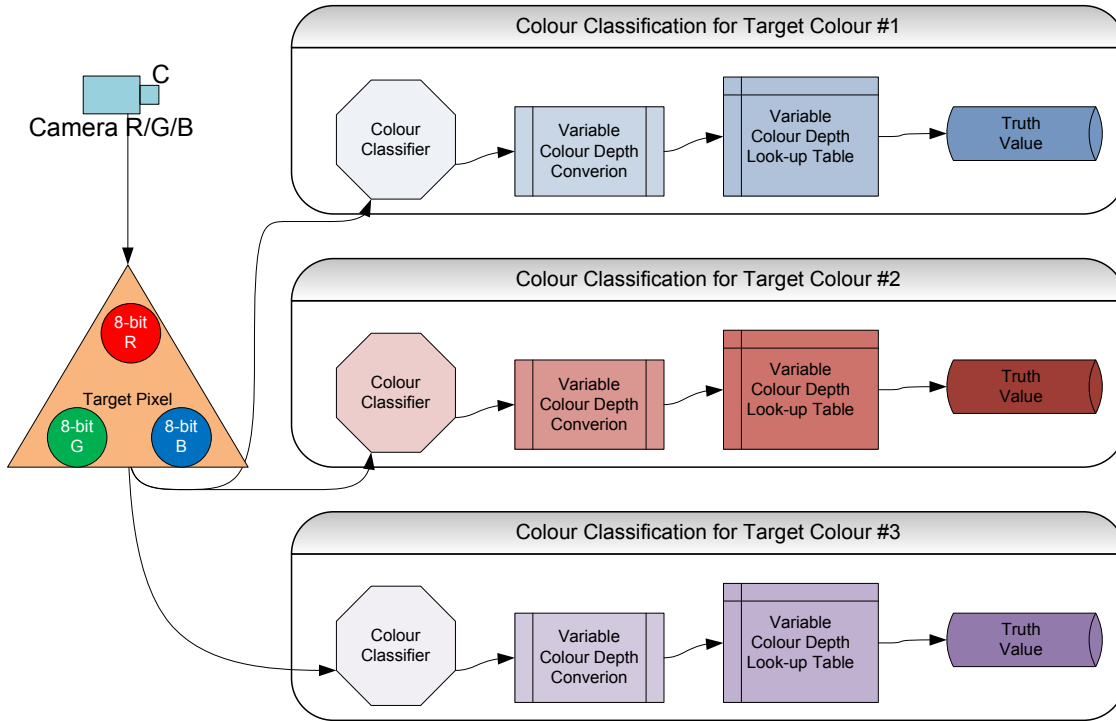 Colour Classification for Target Colour #1
C
Camera R/G/B
Colour
Classifier
Variable
Colour Depth
Converion
Variable
Colour Depth
Look-up Table
Truth
Value
8-bit
R
Target Pixel
8-bit
G
8-bit
B
Colour Classification for Target Colour #2
Colour
Classifier
Variable
Colour Depth
Converion
Variable
Colour Depth
Look-up Table
Truth
Value
Colour Classification for Target Colour #3
Colour
Classifier
Variable
Colour Depth
Converion
Variable
Colour Depth
Look-up Table
Truth
Value